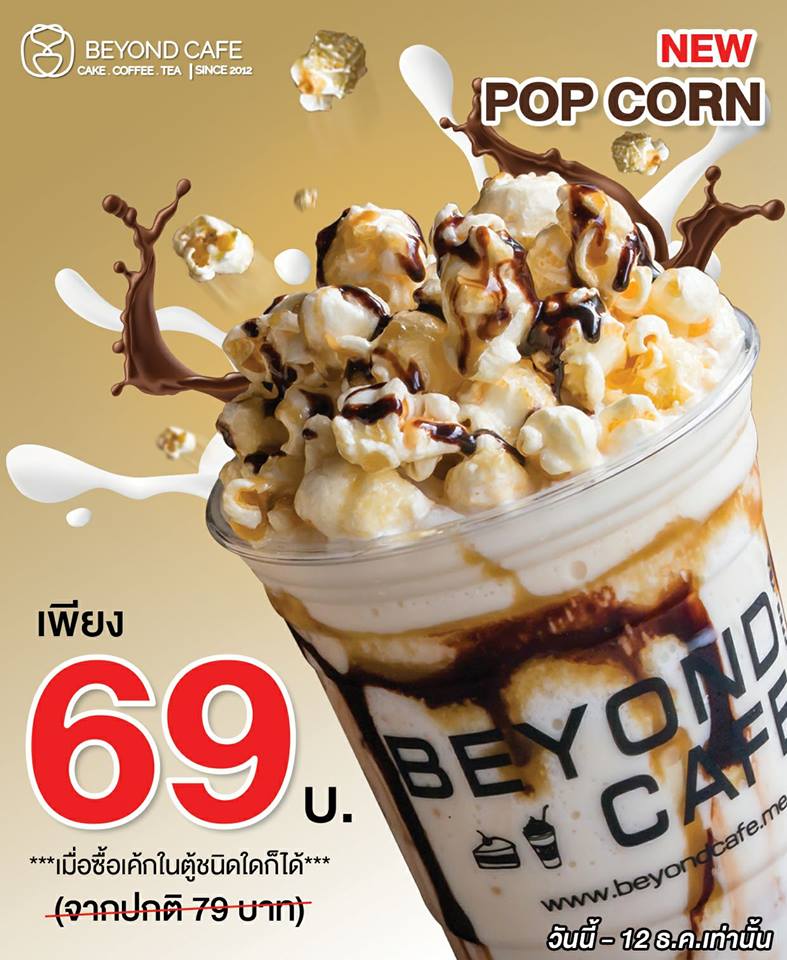 BEYOND CAFE
CAKE . COFFEE . TEA | SINCE 2012
NEW
POP CORN
เพียง
69 บ.
***เมื่อซื้อเค้กในตู้ชนิดใดก็ได้***
(จากปกติ 79 บาท)
BEYOND
CAFE
www.beyondcafe.me
วันนี้ - 12 ธ.ค.เท่านั้น